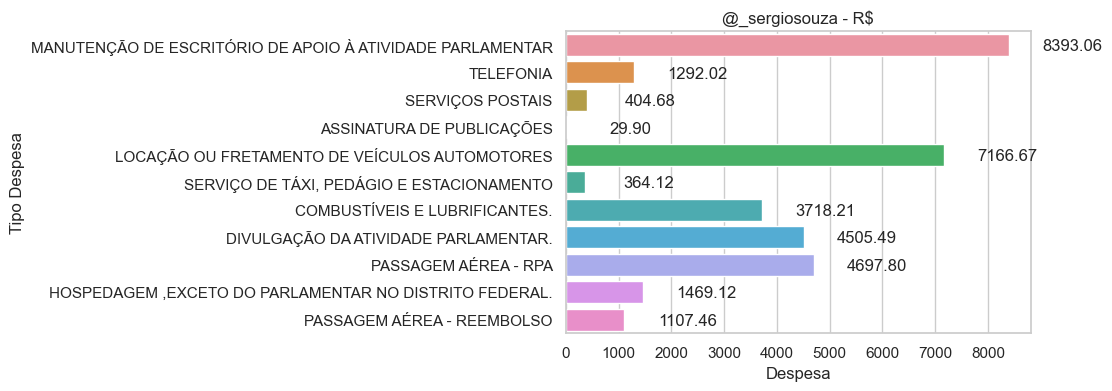 @_sergiosouza - R$
MANUTENÇÃO DE ESCRITÓRIO DE APOIO À ATIVIDADE PARLAMENTAR 8393.06
TELEFONIA 1292.02
SERVIÇOS POSTAIS 404.68
ASSINATURA DE PUBLICAÇÕES 29.90
LOCAÇÃO OU FRETAMENTO DE VEÍCULOS AUTOMOTORES 7166.67
SERVIÇO DE TÁXI, PEDÁGIO E ESTACIONAMENTO 364.12
COMBUSTÍVEIS E LUBRIFICANTES. 3718.21
DIVULGAÇÃO DA ATIVIDADE PARLAMENTAR. 4505.49
PASSAGEM AÉREA - RPA 4697.80
HOSPEDAGEM ,EXCETO DO PARLAMENTAR NO DISTRITO FEDERAL. 1469.12
PASSAGEM AÉREA - REEMBOLSO 1107.46
Tipo Despesa
0 1000 2000 3000 4000 5000 6000 7000 8000
Despesa